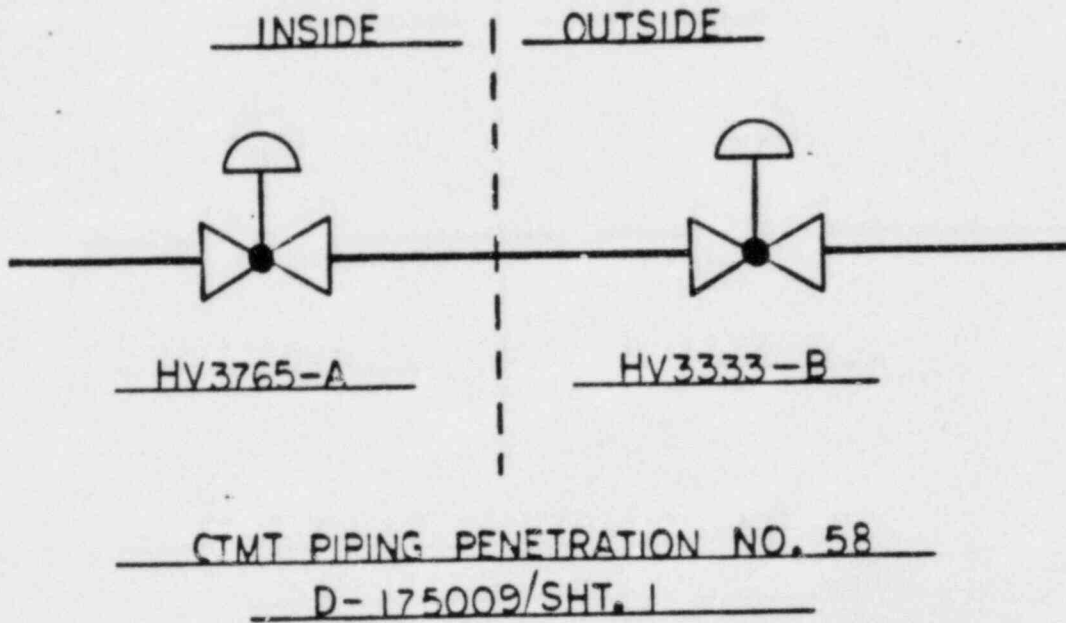 INSIDE OUTSIDE
HV3765-A HV3333-B
CTMT PIPING PENETRATION NO. 58
D-175009/SHT. 1